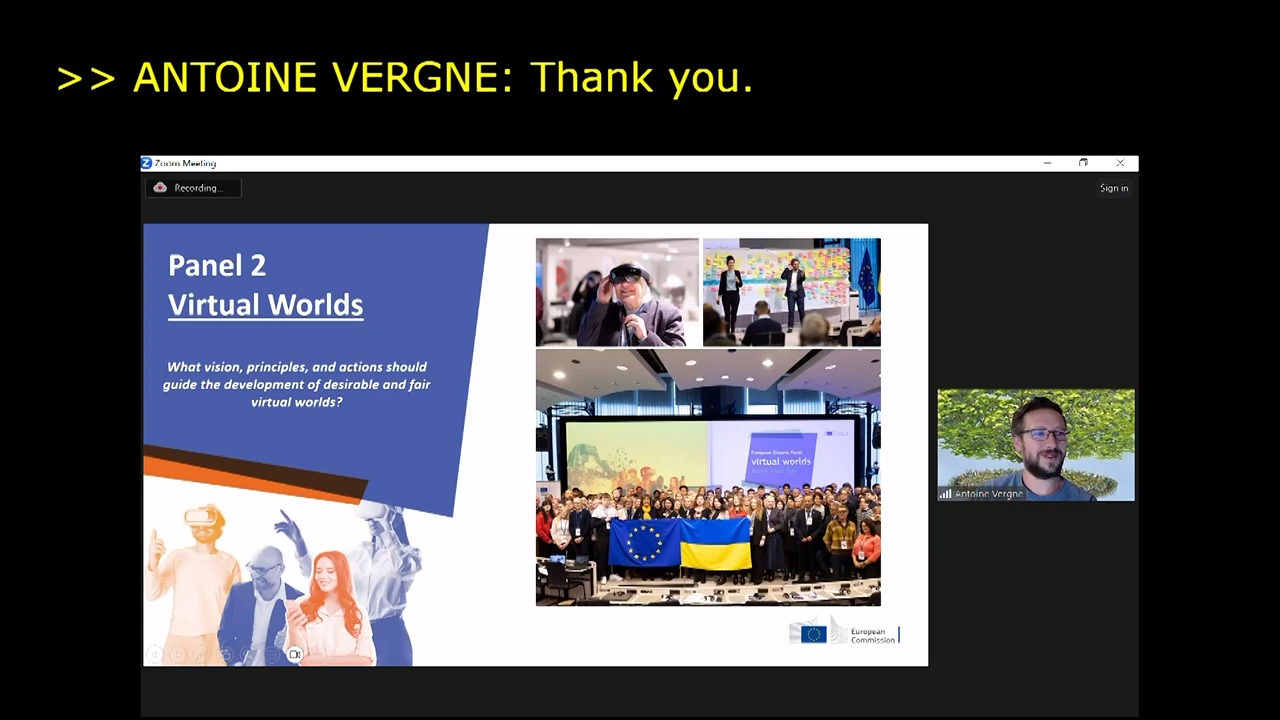 >> ANTOINE VERGNE: Thank you.
Zoom Meeting
Recording...
Sign in
Panel 2
Virtual Worlds
What vision, principles, and actions should
guide the development of desirable and fair
virtual worlds?
virtual worlds
Antoine Vergne
European
Commission